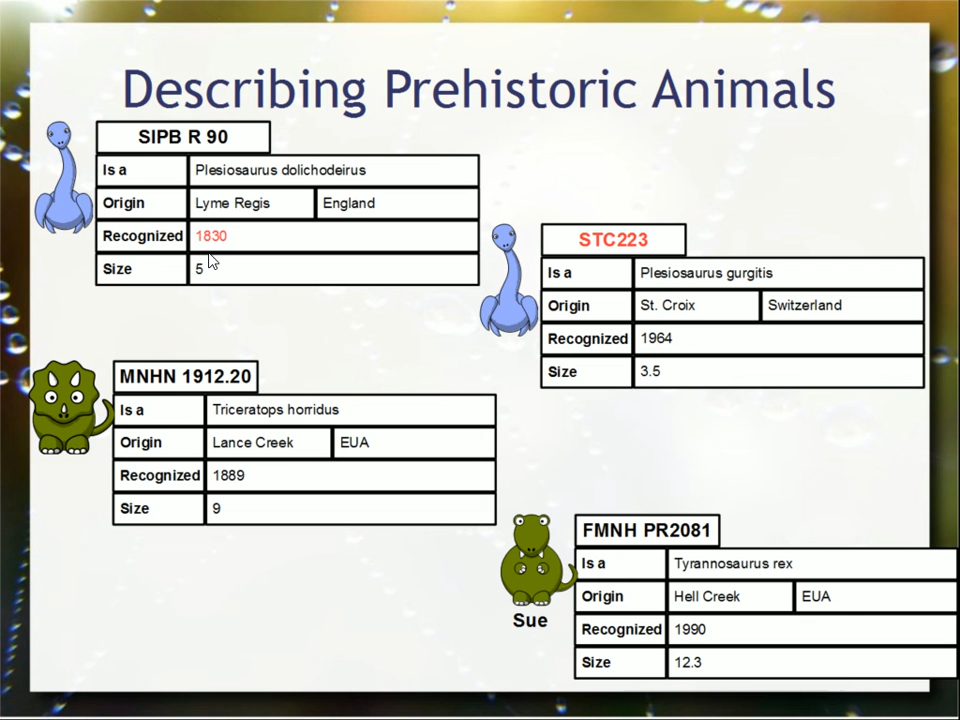 Describing Prehistoric Animals
SIPB R 90
Is a Plesiosaurus dolichodeirus
Origin Lyme Regis England
Recognized 1830
Size 5
STC223
Is a Plesiosaurus gurgitis
Origin St. Croix Switzerland
Recognized 1964
Size 3.5
MNHN 1912.20
Is a Triceratops horridus
Origin Lance Creek EUA
Recognized 1889
Size 9
FMNH PR2081
Is a Tyrannosaurus rex
Origin Hell Creek EUA
Recognized 1990
Size 12.3
Sue